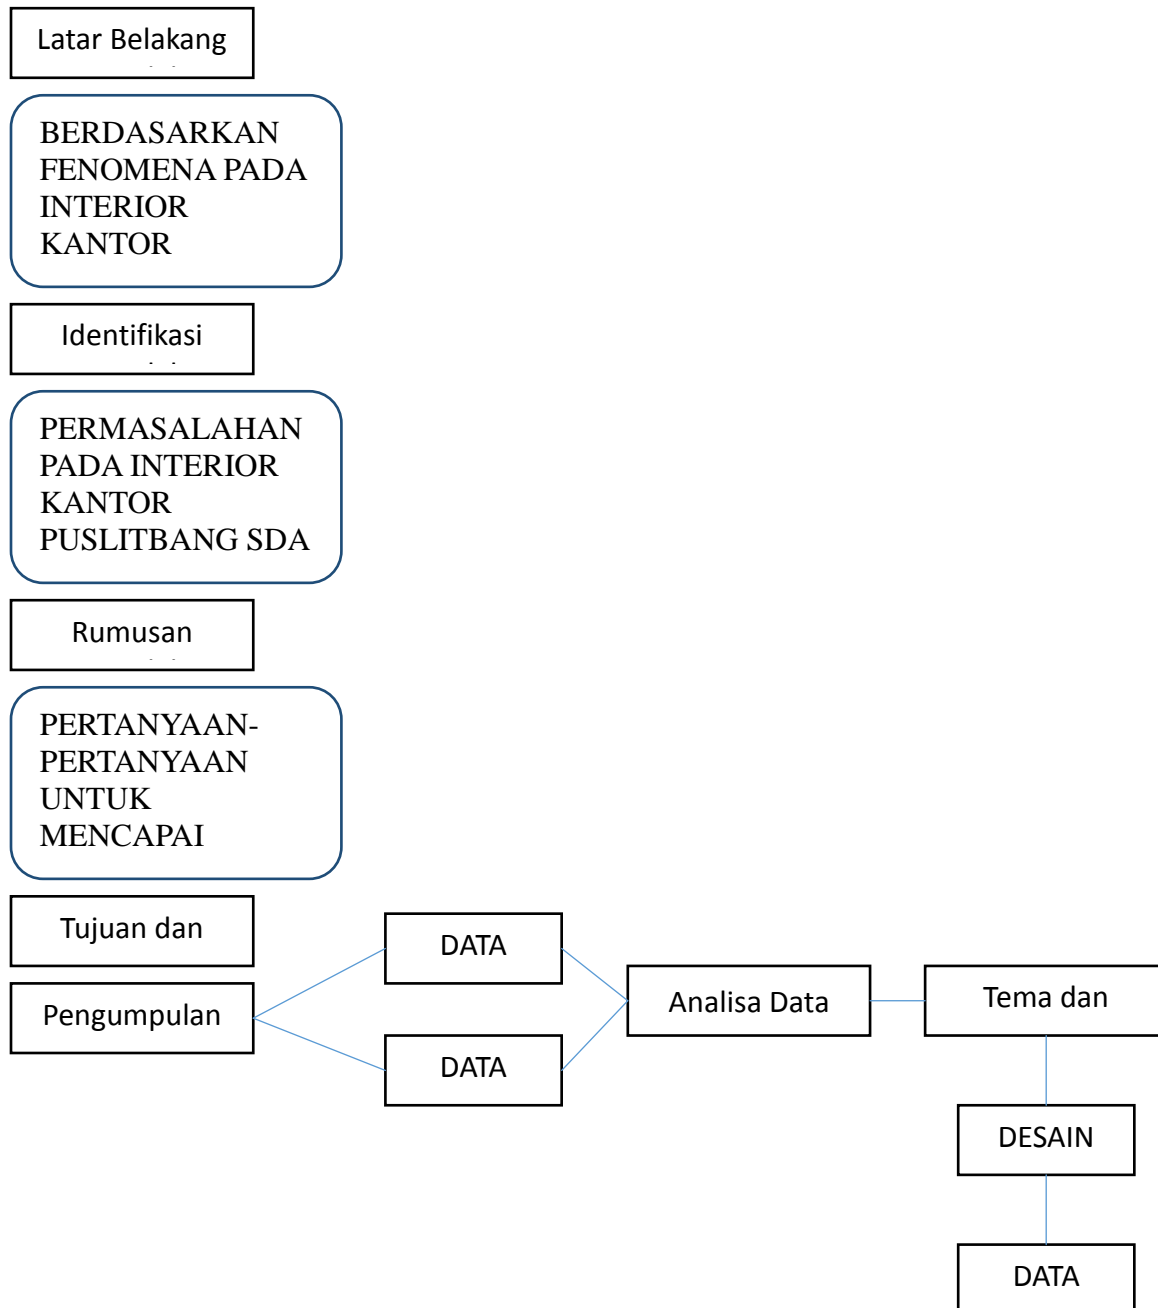 Latar Belakang
BERDASARKAN
FENOMENA PADA
INTERIOR
KANTOR
Identifikasi
PERMASALAHAN
PADA INTERIOR
KANTOR
PUSLITBANG SDA
Rumusan
PERTANYAAN-
PERTANYAAN
UNTUK
MENCAPAI
Tujuan dan
Pengumpulan
DATA
DATA
Analisa Data
Tema dan
DESAIN
DATA